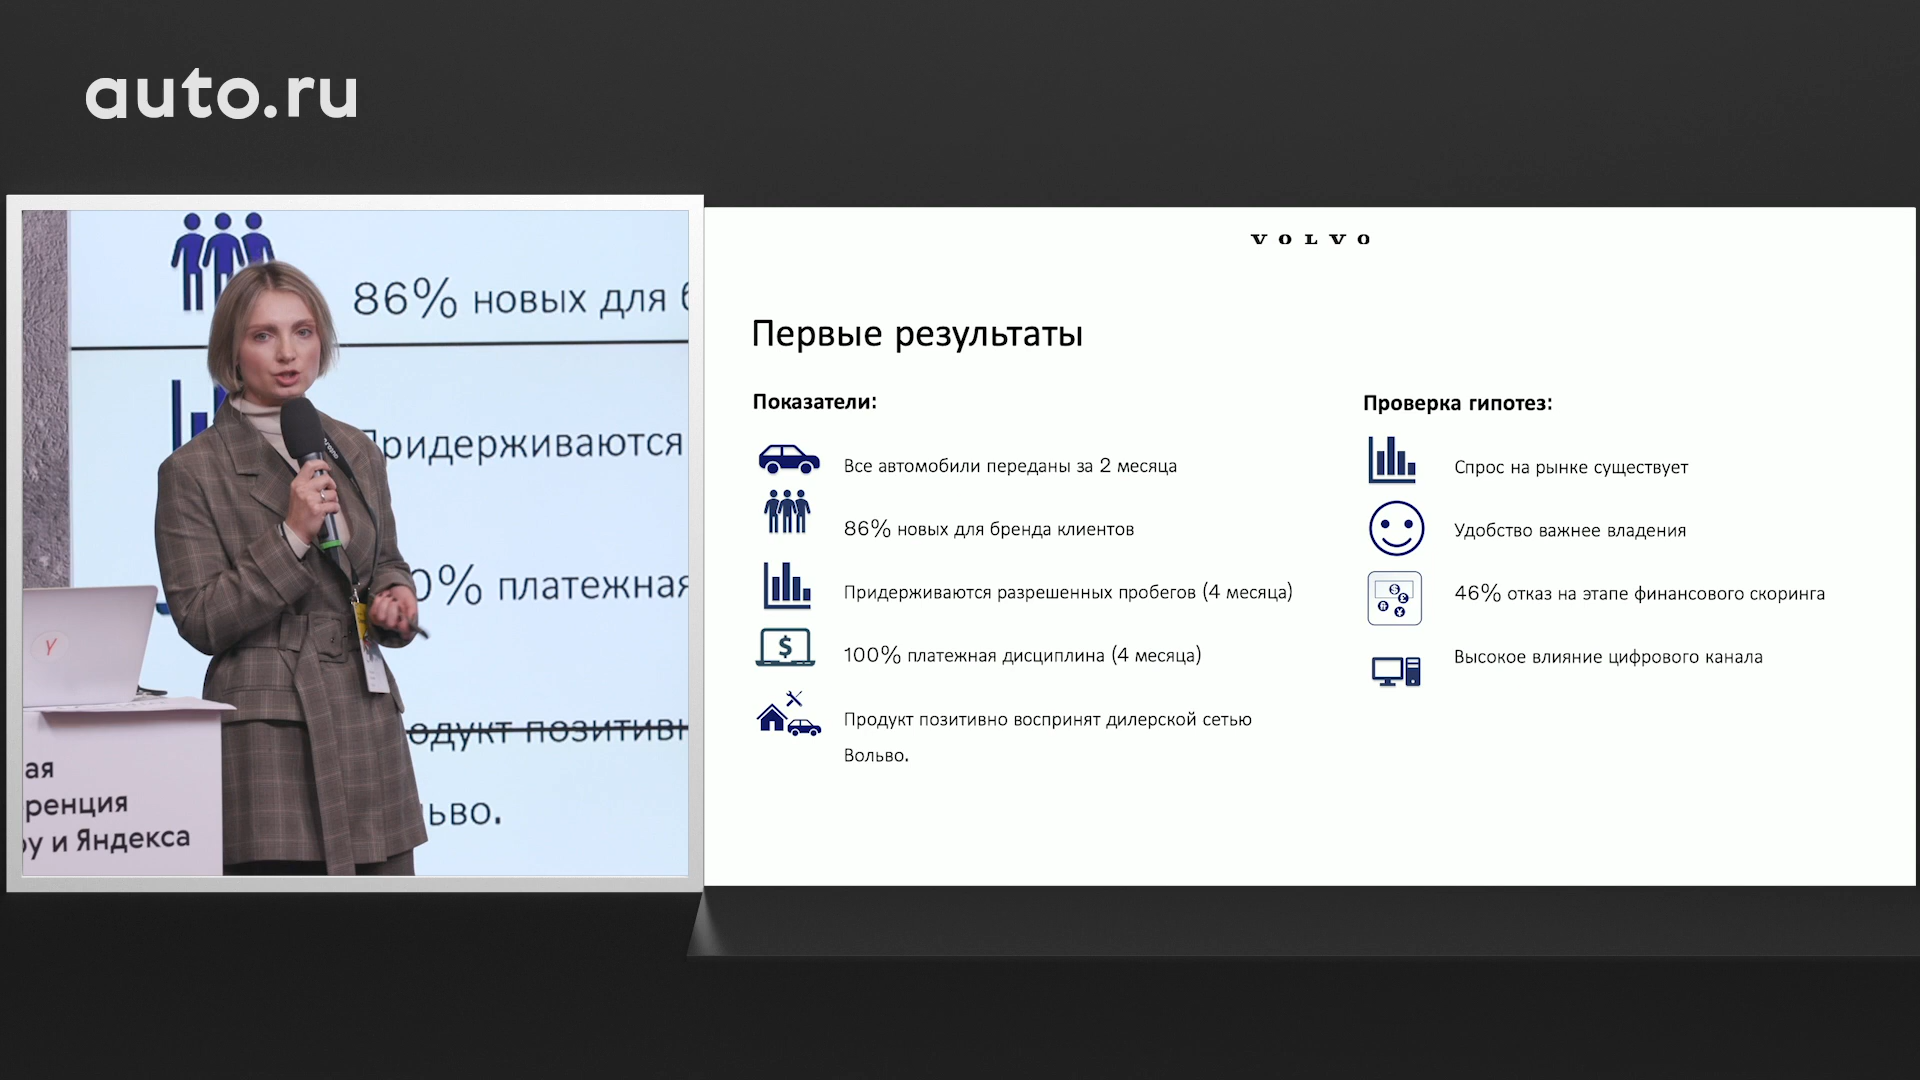 auto.ru
86% новых для
Придерживаются
0% платежная
одукт позитивн
ьво.
ая
ренция
ру и Яндекса
Y
VOLVO
Первые результаты
Показатели:
Все автомобили переданы за 2 месяца
86% новых для бренда клиентов
Придерживаются разрешенных пробегов (4 месяца)
100% платежная дисциплина (4 месяца)
Продукт позитивно воспринят дилерской сетью
Вольво.
Проверка гипотез:
Спрос на рынке существует
Удобство важнее владения
46% отказ на этапе финансового скоринга
Высокое влияние цифрового канала